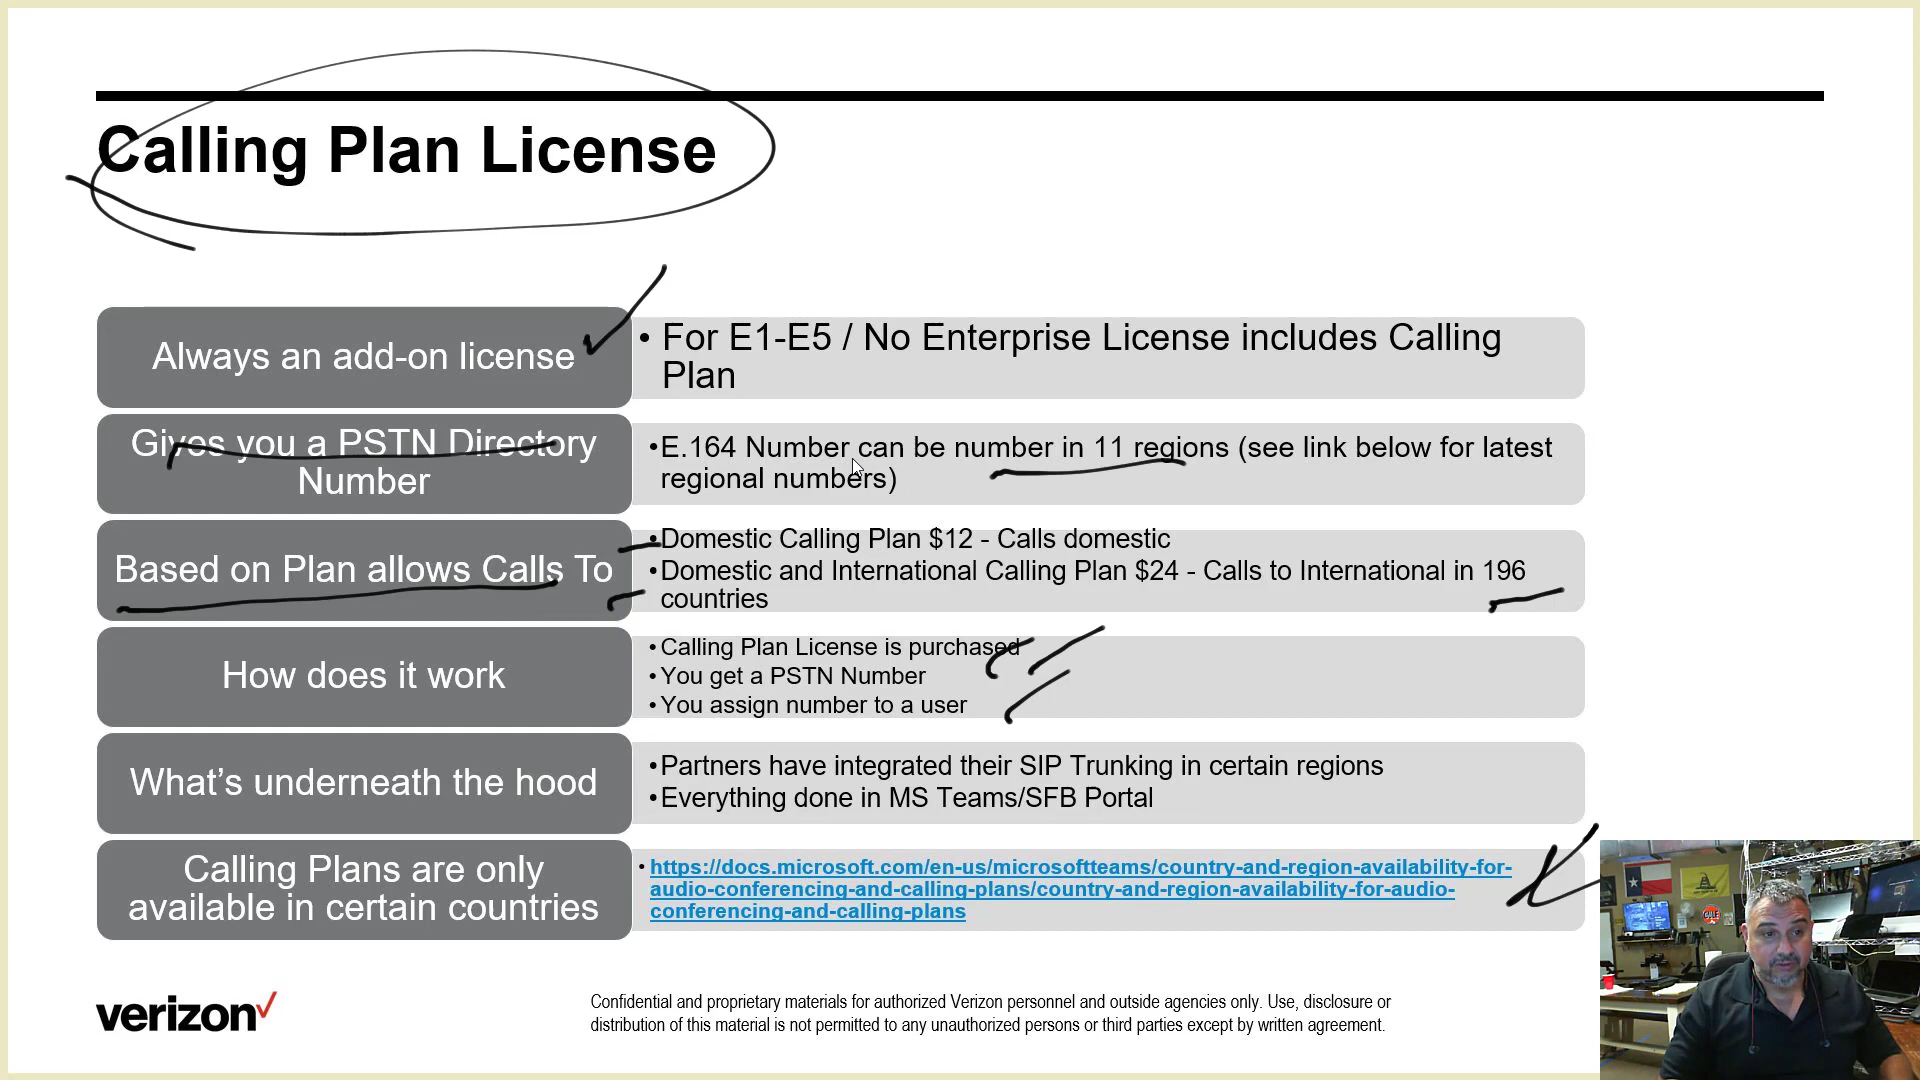 Calling Plan License
Always an add-on license
• For E1-E5 / No Enterprise License includes Calling
Plan
Gives you a PSTN Directory
Number
•E.164 Number can be number in 11 regions (see link below for latest
regional numbers)
Based on Plan allows Calls To
•Domestic Calling Plan $12 - Calls domestic
•Domestic and International Calling Plan $24 - Calls to International in 196
countries
How does it work
•Calling Plan License is purchased
•You get a PSTN Number
•You assign number to a user
What’s underneath the hood
•Partners have integrated their SIP Trunking in certain regions
•Everything done in MS Teams/SFB Portal
Calling Plans are only
available in certain countries
• https://docs.microsoft.com/en-us/microsoftteams/country-and-region-availability-for-
audio-conferencing-and-calling-plans/country-and-region-availability-for-audio-
conferencing-and-calling-plans
verizon
Confidential and proprietary materials for authorized Verizon personnel and outside agencies only. Use, disclosure or
distribution of this material is not permitted to any unauthorized persons or third parties except by written agreement.